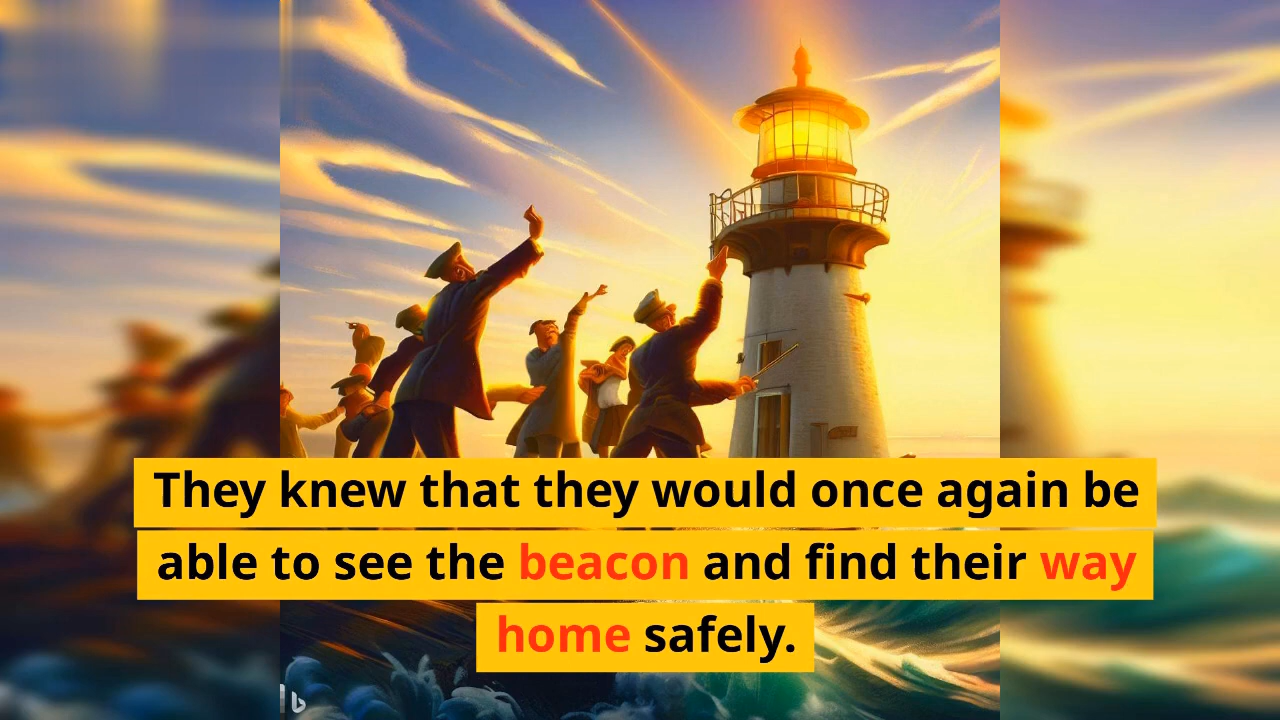 They knew that they would once again be
able to see the beacon and find their way
home safely.